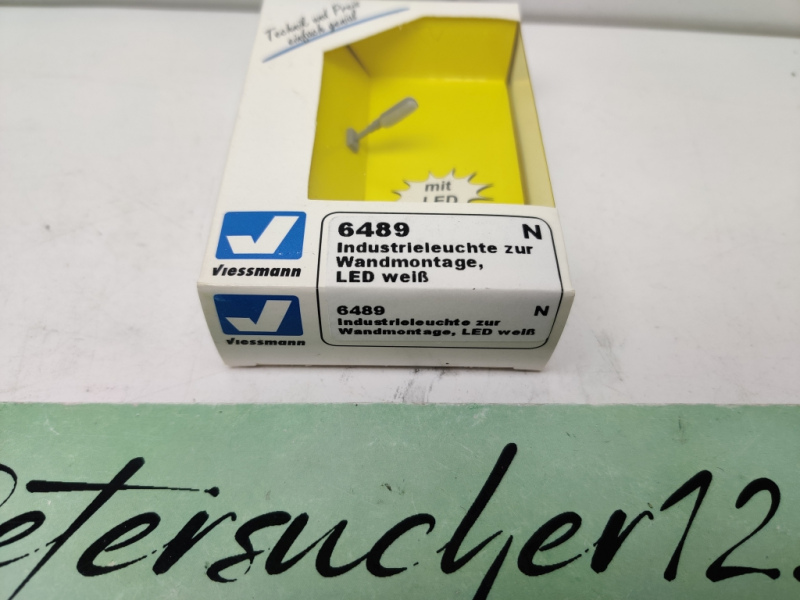 Technik und Preis
einfach genial
mit
LED
Viessmann
6489 N
Industrieleuchte zur
Wandmontage,
LED weiß
Viessmann
6489 N
Industrieleuchte zur
Wandmontage, LED weiß
Petersucher12